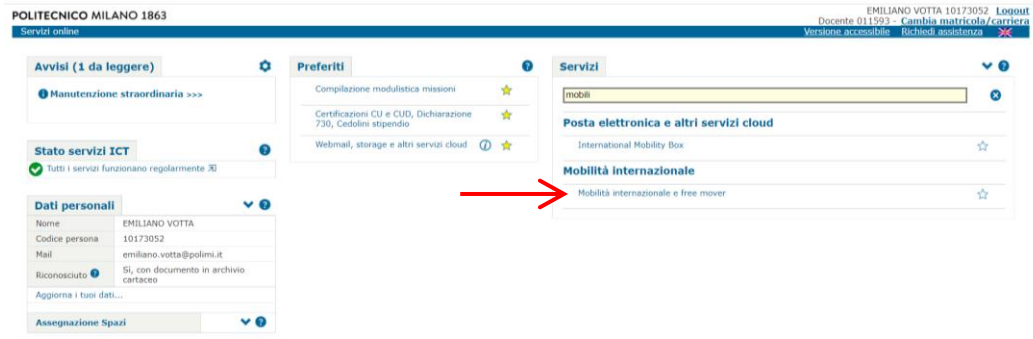 POLITECNICO MILANO 1863
EMILIANO VOTTA 10173052 Logout
Docente 011593 - Cambia matricola/carriera
Servizi online
Versione accessibile Richiedi assistenza
Avvisi (1 da leggere)
Manutenzione straordinaria >>>
Stato servizi ICT
Tutti i servizi funzionano regolarmente
Dati personali
Nome EMILIANO VOTTA
Codice persona 10173052
Mail emiliano.votta@polimi.it
Riconosciuto Sì, con documento in archivio
cartaceo
Aggiorna i tuoi dati...
Assegnazione Spazi
Preferiti
Compilazione modulistica missioni
Certificazioni CU e CUD, Dichiarazione
730, Cedolini stipendio
Webmail, storage e altri servizi cloud
Servizi
mobili
Posta elettronica e altri servizi cloud
International Mobility Box
Mobilità internazionale
Mobilità internazionale e free mover